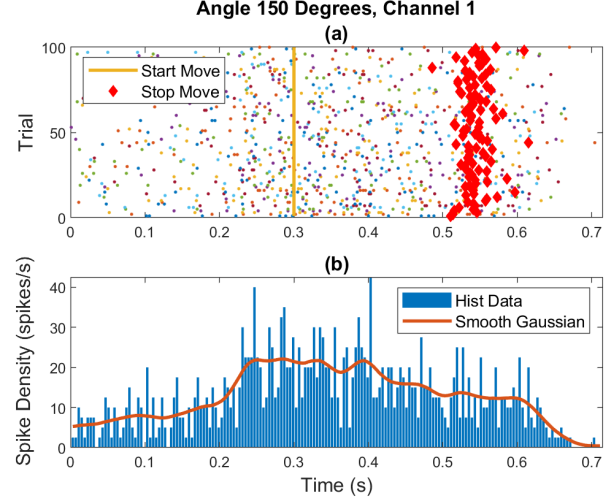 Angle 150 Degrees, Channel 1
(a)
100
50
0
Trial
Start Move
Stop Move
0
0.1
0.2
0.3
0.4
0.5
0.6
0.7
(b)
40
30
20
10
0
Spike Density (spikes/s)
Hist Data
Smooth Gaussian
0
0.1
0.2
0.3
0.4
0.5
0.6
0.7
Time (s)